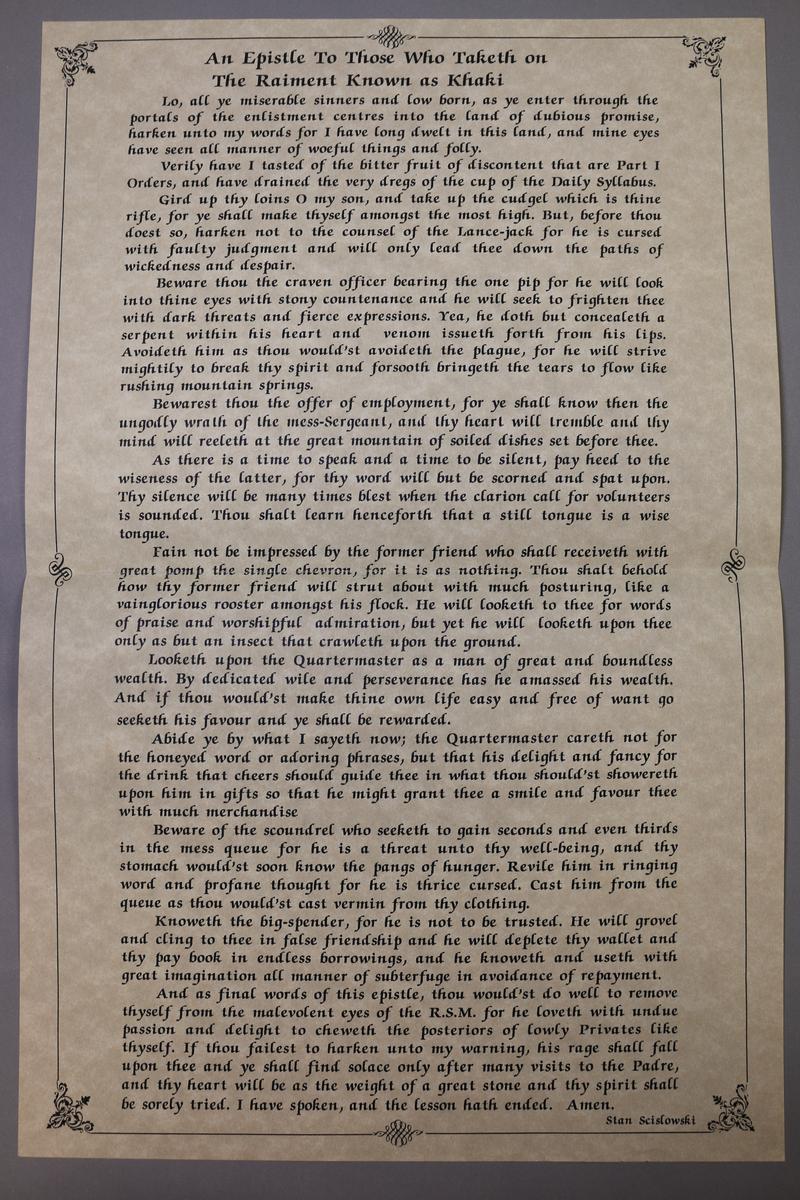 An Epistle To Those Who Taketh on
The Raiment Known as Khaki
Lo, all ye miserable sinners and low born, as ye enter through the
portals of the enlistment centres into the land of dubious promise,
harken unto my words for I have long dwelt in this land, and mine eyes
have seen all manner of woeful things and folly.
Verily have I tasted of the bitter fruit of discontent that are Part I
Orders, and have drained the very dregs of the cup of the Daily Syllabus.
Gird up thy loins O my son, and take up the cudgel which is thine
rifle, for ye shall make thyself amongst the most high. But, before thou
doest so, harken not to the counsel of the Lance-jack for he is cursed
with faulty judgment and will only lead thee down the paths of
wickedness and despair.
Beware thou the craven officer bearing the one pip for he will look
into thine eyes with stony countenance and he will seek to frighten thee
with dark threats and fierce expressions. Yea, he doth but concealeth a
serpent within his heart and venom issueth forth from his lips.
Avoideth him as thou would'st avoideth the plague, for he will strive
mightily to break thy spirit and forsooth bringeth the tears to flow like
rushing mountain springs.
Bewarest thou the offer of employment, for ye shall know then the
ungodly wrath of the mess-Sergeant, and thy heart will tremble and thy
mind will reeleth at the great mountain of soiled dishes set before thee.
As there is a time to speak and a time to be silent, pay heed to the
wiseness of the latter, for thy word will but be scorned and spat upon.
Thy silence will be many times blest when the clarion call for volunteers
is sounded. Thou shalt learn henceforth that a still tongue is a wise
tongue.
Fain not be impressed by the former friend who shall receiveth with
great pomp the single chevron, for it is as nothing. Thou shalt behold
how thy former friend will strut about with much posturing, like a
vainglorious rooster amongst his flock. He will looketh to thee for words
of praise and worshipful admiration, but yet he will looketh upon thee
only as but an insect that crawleth upon the ground.
Looketh upon the Quartermaster as a man of great and boundless
wealth. By dedicated wile and perseverance has he amassed his wealth.
And if thou would'st make thine own life easy and free of want go
seeketh his favour and ye shall be rewarded.
Abide ye by what I sayeth now; the Quartermaster careth not for
the honeyed word or adoring phrases, but that his delight and fancy for
the drink that cheers should guide thee in what thou should'st showereth
upon him in gifts so that he might grant thee a smile and favour thee
with much merchandise
Beware of the scoundrel who seeketh to gain seconds and even thirds
in the mess queue for he is a threat unto thy well-being, and thy
stomach would'st soon know the pangs of hunger. Revile him in ringing
word and profane thought for he is thrice cursed. Cast him from the
queue as thou would'st cast vermin from thy clothing.
Knoweth the big-spender, for he is not to be trusted. He will grovel
and cling to thee in false friendship and he will deplete thy wallet and
thy pay book in endless borrowings, and he knoweth and useth with
great imagination all manner of subterfuge in avoidance of repayment.
And as final words of this epistle, thou would'st do well to remove
thyself from the malevolent eyes of the R.S.M. for he loveth with undue
passion and delight to cheweth the posteriors of lowly Privates like
thyself. If thou failest to harken unto my warning, his rage shall fall
upon thee and ye shall find solace only after many visits to the Padre,
and thy heart will be as the weight of a great stone and thy spirit shall
be sorely tried. I have spoken, and the lesson hath ended. Amen.
Stan Scislowski